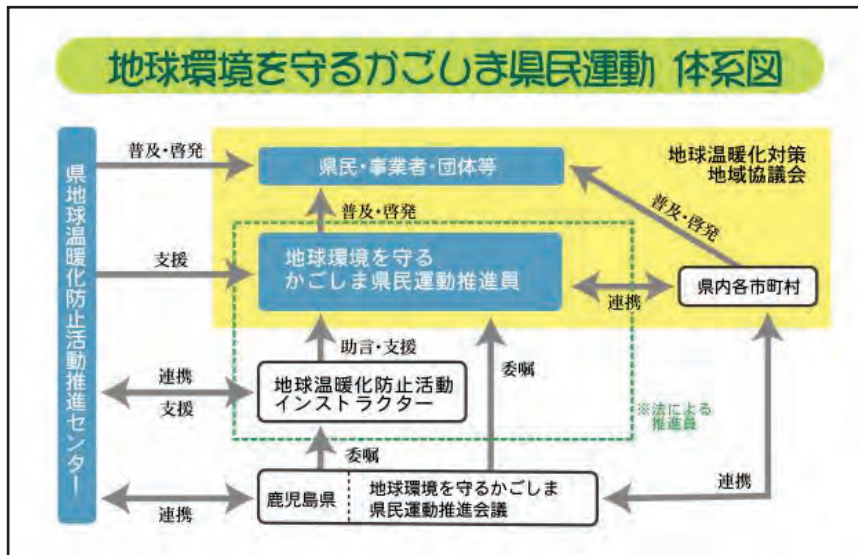 地球環境を守るかごしま県民運動 体系図
県地球温暖化防止活動推進センター
普及・啓発
県民・事業者・団体等
地球温暖化対策
地域協議会
普及・啓発
普及・啓発
支援
地球環境を守る
かごしま県民運動推進員
連携
県内各市町村
助言・支援
委嘱
連携
支援
地球温暖化防止活動
インストラクター
※法による
推進員
委嘱
連携
鹿児島県
地球環境を守るかごしま
県民運動推進会議
連携